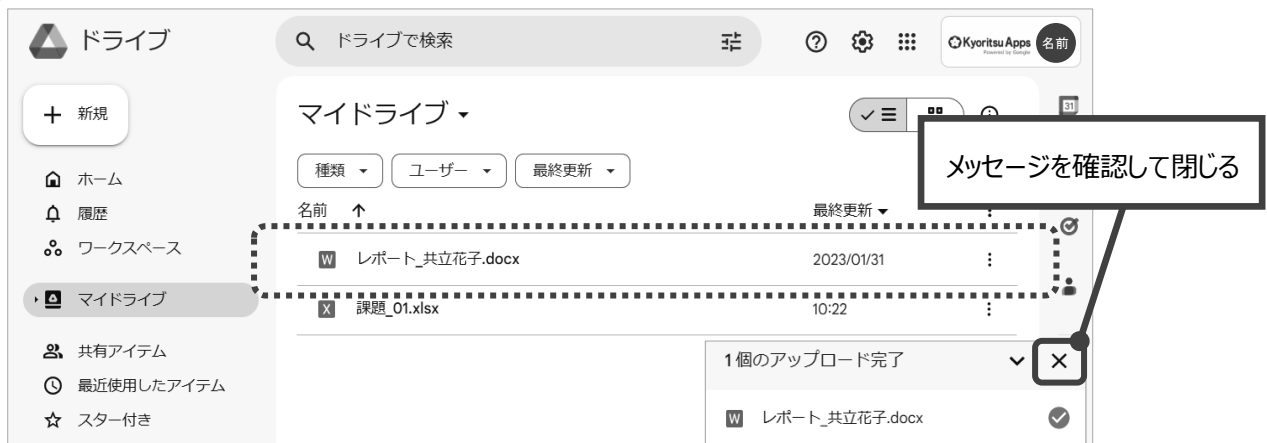 ドライブ
ドライブで検索
Kyoritsu Apps
Powered by Google
名前
新規
マイドライブ
31
メッセージを確認して閉じる
種類
ユーザー
最終更新
ホーム
履歴
ワークスペース
マイドライブ
共有アイテム
最近使用したアイテム
スター付き
名前
最終更新
W レポート_共立花子.docx 2023/01/31
X 課題_01.xlsx 10:22
1個のアップロード完了
W レポート_共立花子.docx